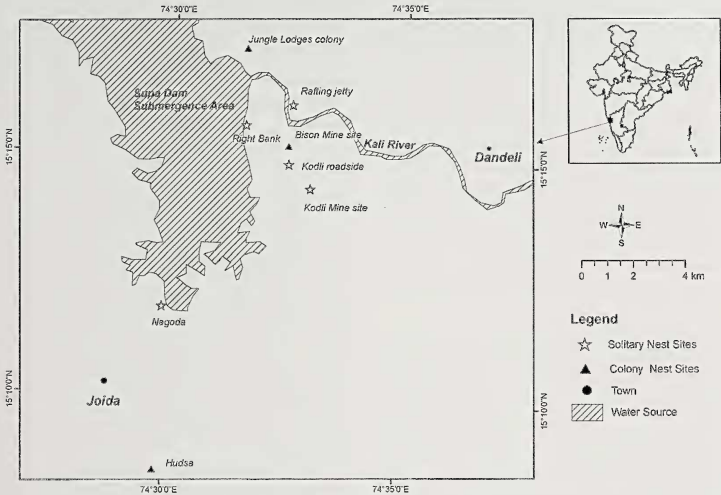 74°30'0"E
74°35'0"E
Jungle Lodges colony
Supa Dam
Submergence Area
Rafting jetty
Right Bank
Bison Mine site
Kali River
Dandeli
15°15'0"N
15°15'0"N
Kodli roadside
Kodli Mine site
Nagoda
15°10'0"N
15°10'0"N
Joida
Hudsa
74°30'0"E
74°35'0"E
N
W
E
S
0 1 2 4 km
Legend
Solitary Nest Sites
Colony Nest Sites
Town
Water Source